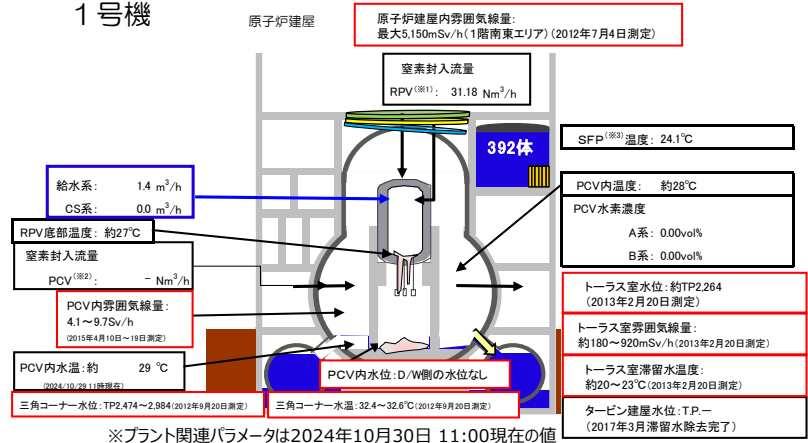 １号機
原子炉建屋
原子炉建屋内雰囲気線量:
最大5,150mSv/h(１階南東エリア)(2012年7月4日測定)
窒素封入流量
RPV(※1): 31.18 Nm3/h
392体
SFP(※3)温度: 24.1℃
給水系: 1.4 m3/h
CS系: 0.0 m3/h
PCV内温度: 約28℃
PCV水素濃度
A系: 0.00vol%
B系: 0.00vol%
RPV底部温度: 約27℃
窒素封入流量
PCV(※2): － Nm3/h
トーラス室水位:約TP2,264
(2013年2月20日測定)
PCV内雰囲気線量:
4.1～9.7Sv/h
(2015年4月10日～19日測定)
トーラス室雰囲気線量:
約180～920mSv/h(2013年2月20日測定)
PCV内水温:約 29 ℃
(2024/10/29 11時現在)
PCV内水位:D/W側の水位なし
トーラス室滞留水温度:
約20～23℃(2013年2月20日測定)
三角コーナー水位:TP2,474～2,984(2012年9月20日測定)
三角コーナー水温:32.4～32.6℃(2012年9月20日測定)
タービン建屋水位:T.P.－
(2017年3月滞留水除去完了)
※プラント関連パラメータは2024年10月30日 11:00現在の値